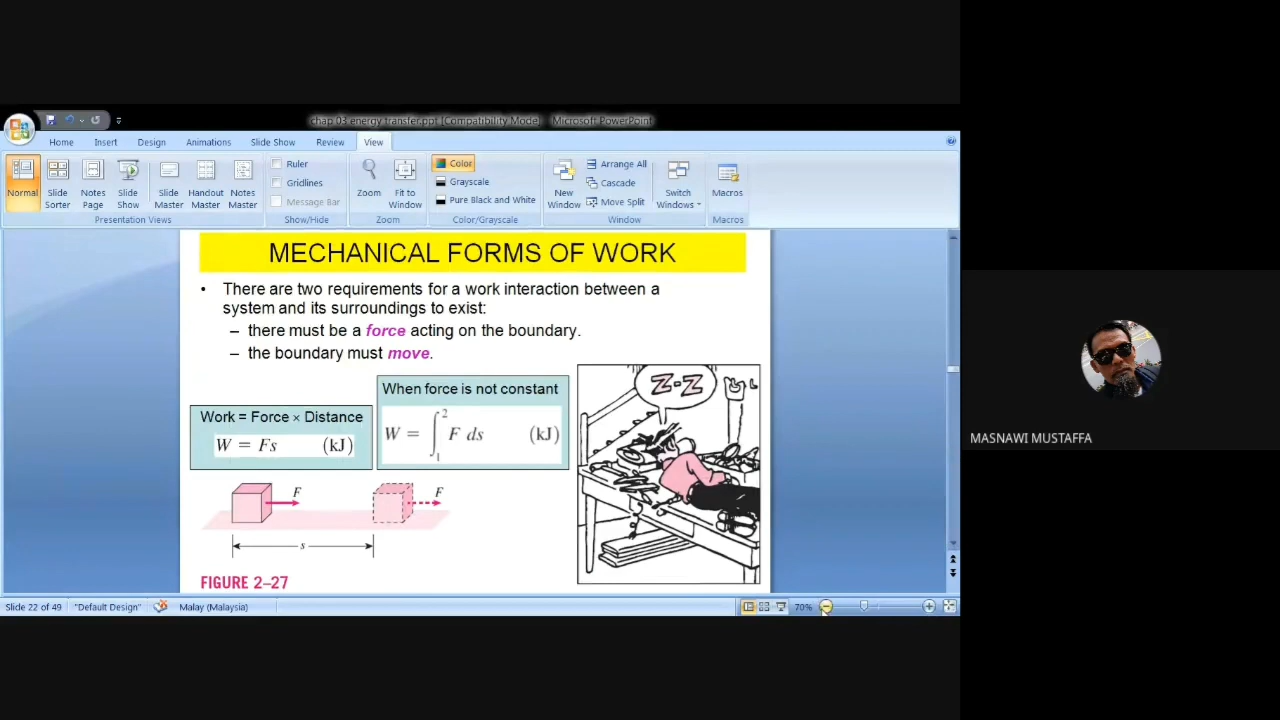 chap 03.energy transfer.ppt [Compatibility Mode] - Microsoft PowerPoint
Home Insert Design Animations Slide Show Review View
Normal Slide Sorter Notes Page Slide Show Slide Master Handout Master Notes Master
Presentation Views
Ruler
Gridlines
Message Bar
Show/Hide
Zoom Fit to Window
Zoom
Color
Grayscale
Pure Black and White
Color/Grayscale
New Window
Arrange All
Cascade
Move Split
Switch Windows
Window
Macros
Macros
MECHANICAL FORMS OF WORK
• There are two requirements for a work interaction between a
system and its surroundings to exist:
– there must be a force acting on the boundary.
– the boundary must move.
When force is not constant
W = ∫₁² F ds (kJ)
Work = Force × Distance
W = Fs (kJ)
Z-Z
F F
s
FIGURE 2–27
Slide 22 of 49 "Default Design" Malay (Malaysia) 70%
MASNAWI MUSTAFFA